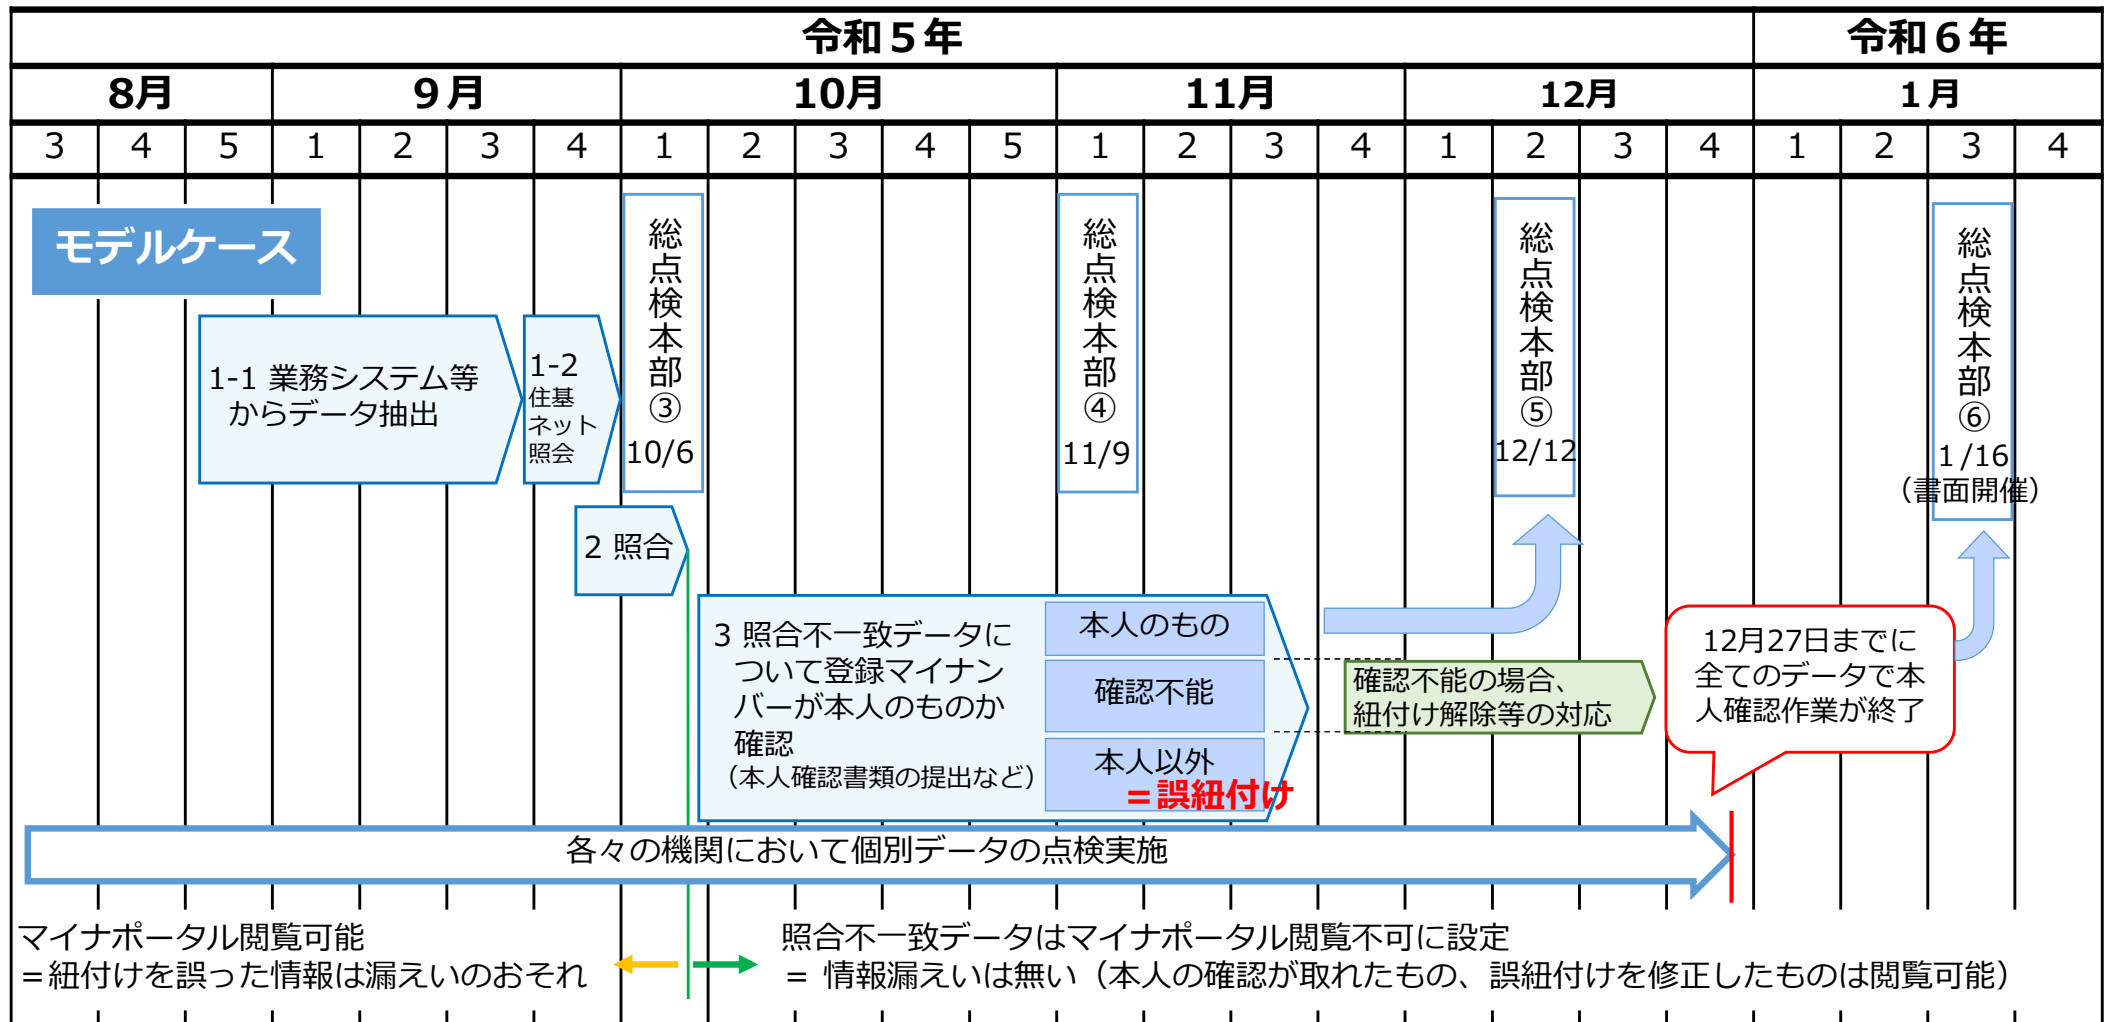 令和５年
令和６年
8月
９月
10月
11月
12月
１月
3 4 5 1 2 3 4 1 2 3 4 5 1 2 3 4 1 2 3 4 1 2 3 4
モデルケース
1-1 業務システム等
からデータ抽出
1-2
住基
ネット
照会
総点検本部③
10/6
総点検本部④
11/9
総点検本部⑤
12/12
総点検本部⑥
１/16
（書面開催）
2 照合
3 照合不一致データに
ついて登録マイナン
バーが本人のものか
確認
（本人確認書類の提出など）
本人のもの
確認不能
本人以外
＝誤紐付け
確認不能の場合、
紐付け解除等の対応
12月27日までに
全てのデータで本
人確認作業が終了
各々の機関において個別データの点検実施
マイナポータル閲覧可能
＝紐付けを誤った情報は漏えいのおそれ
照合不一致データはマイナポータル閲覧不可に設定
＝ 情報漏えいは無い（本人の確認が取れたもの、誤紐付けを修正したものは閲覧可能）